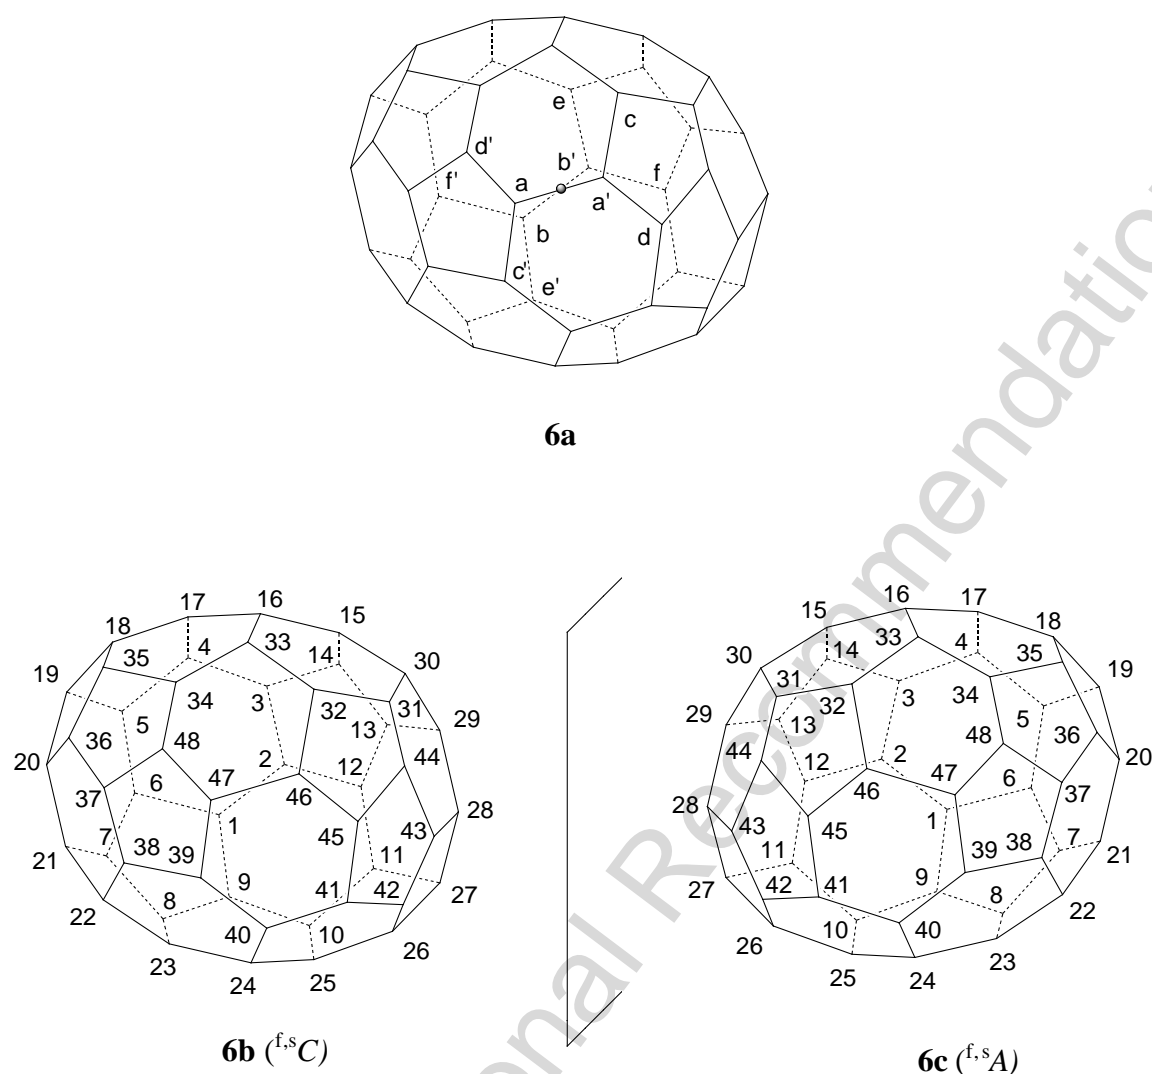 e
c
d'
b'
f
f'
a
a'
b
d
c'
e'
6a
17 16 15
18
35 4 33 14 30
19
34 3 32 31
13 29
5
36 48 2 12 44
20
6 47 46
37 1 28
45 43
7 38 39 11
21
9 41 42 27
8
22
40 10 26
23
24 25
6b (f,sC)
16 17
15 18
33 4 35
14
30 19
31 3 34
32
29 13 5 36
48
44 12 2 20
47 6
46 37
28 1
43 45
11 39 38 7
21
27 42 41 9 8
22
26 10 40
23
25 24
6c (f,sA)
nal Recommendation